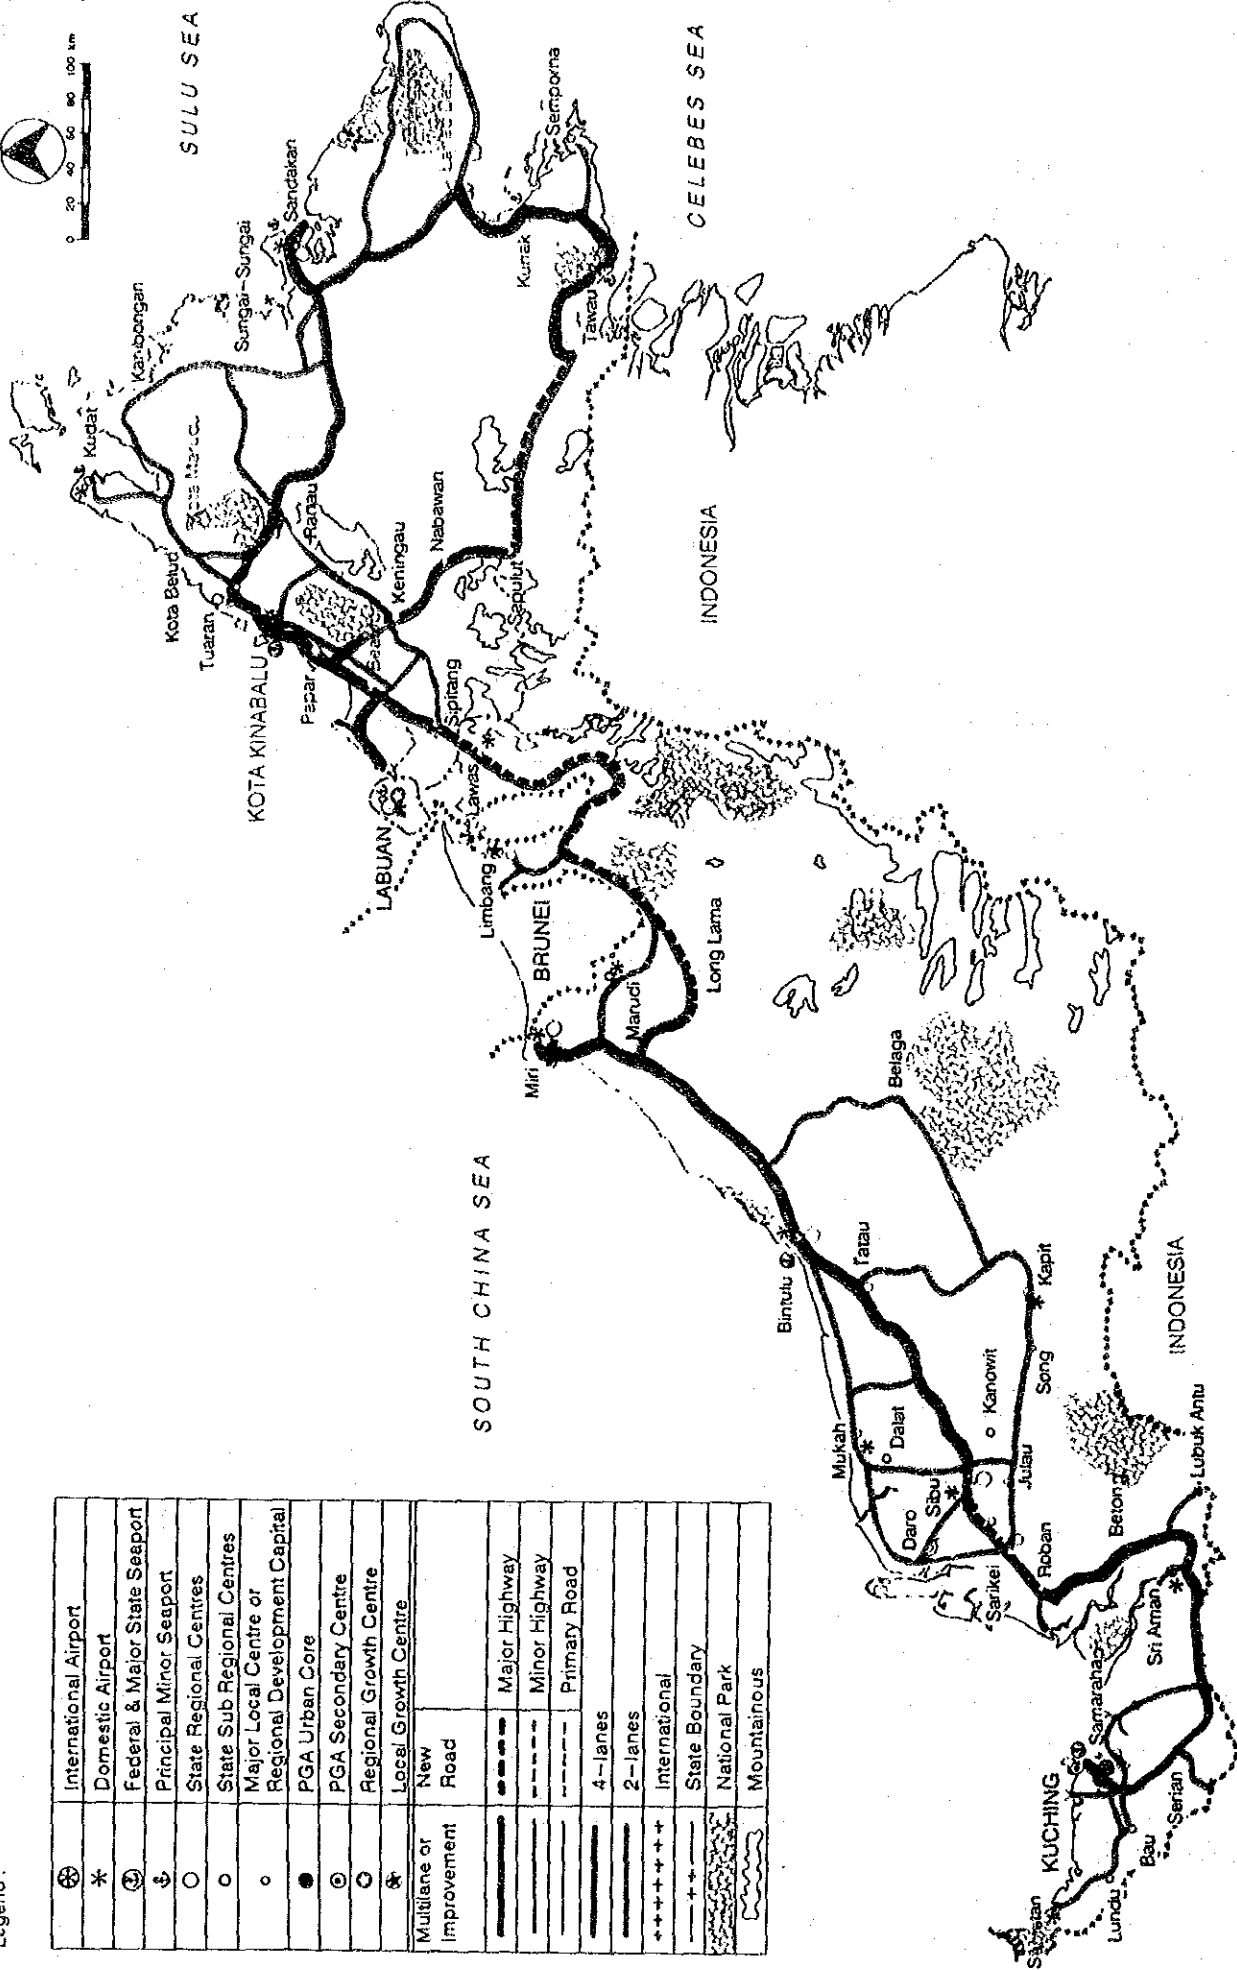 Legend :
International Airport
Domestic Airport
Federal & Major State Seaport
Principal Minor Seaport
State Regional Centres
State Sub Regional Centres
Major Local Centre or
Regional Development Capital
PGA Urban Core
PGA Secondary Centre
Regional Growth Centre
Local Growth Centre
Multilane or
Improvement
New
Road
Major Highway
Minor Highway
Primary Road
4-lanes
2-lanes
International
State Boundary
National Park
Mountainous
0 20 40 60 80 100 km
SULU SEA
CELEBES SEA
SOUTH CHINA SEA
INDONESIA
INDONESIA
BRUNEI
LABUAN
KOTA KINABALU
KUCHING
Semporna
Sandakan
Kunak
Tawau
Sungai-Sungai
Kanibongan
Kudat
Kota Marudu
Ranau
Kota Belud
Tuaran
Papar
Keningau
Nabawan
Sapulut
Sipitang
Lawas
Limbang
Long Lama
Marudi
Miri
Belaga
Bintulu
Tatau
Kapit
Song
Kanowit
Mukah
Dalat
Daro
Sibu
Julau
Sarikei
Roban
Betong
Lubuk Antu
Sri Aman
Samarahan
Serian
Bau
Lundu